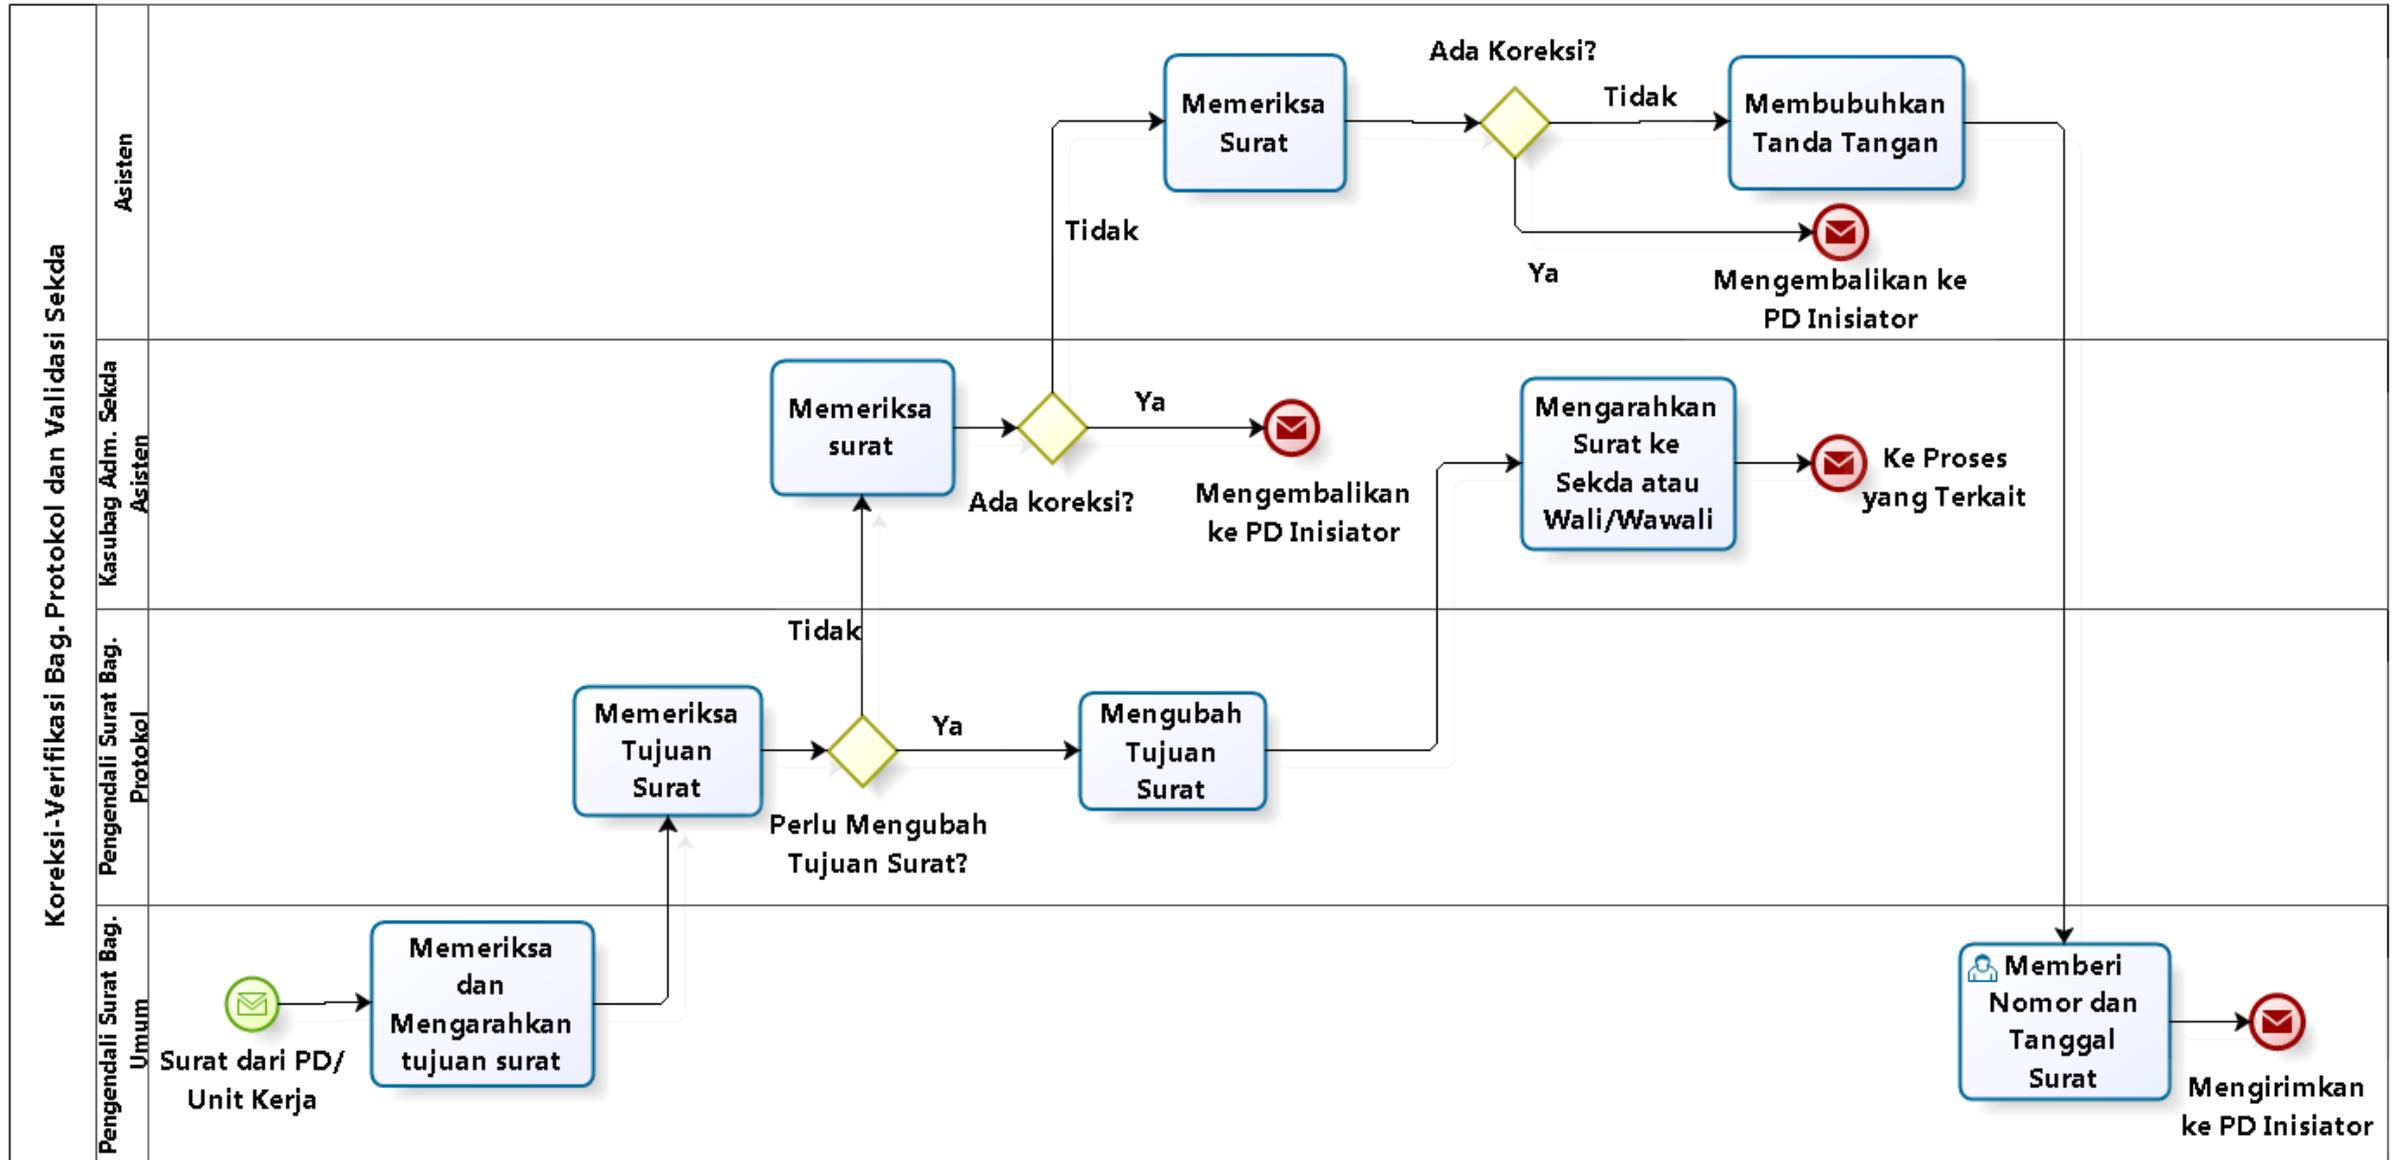 Koreksi-Verifikasi Bag. Protokol dan Validasi Sekda
Asisten
Memeriksa
Surat
Ada Koreksi?
Tidak
Membubuhkan
Tanda Tangan
Tidak
Ya
Mengembalikan ke
PD Inisiator
Kasubag Adm. Sekda
Asisten
Memeriksa
surat
Ada koreksi?
Ya
Mengembalikan
ke PD Inisiator
Mengarahkan
Surat ke
Sekda atau
Wali/Wawali
Ke Proses
yang Terkait
Pengendali Surat Bag.
Protokol
Tidak
Memeriksa
Tujuan
Surat
Perlu Mengubah
Tujuan Surat?
Ya
Mengubah
Tujuan
Surat
Pengendali Surat Bag.
Umum
Surat dari PD/
Unit Kerja
Memeriksa
dan
Mengarahkan
tujuan surat
Memberi
Nomor dan
Tanggal
Surat
Mengirimkan
ke PD Inisiator